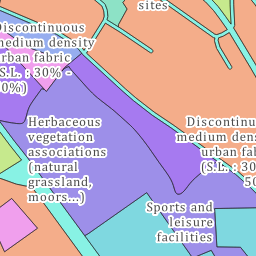 sites
Discontinuous
medium density
urban fabric
(S.L. : 30% -
50%)
Herbaceous
vegetation
associations
(natural
grassland,
moors...)
Discontinu
medium dens
urban fab
(S.L. : 30
50
Sports and
leisure
facilities